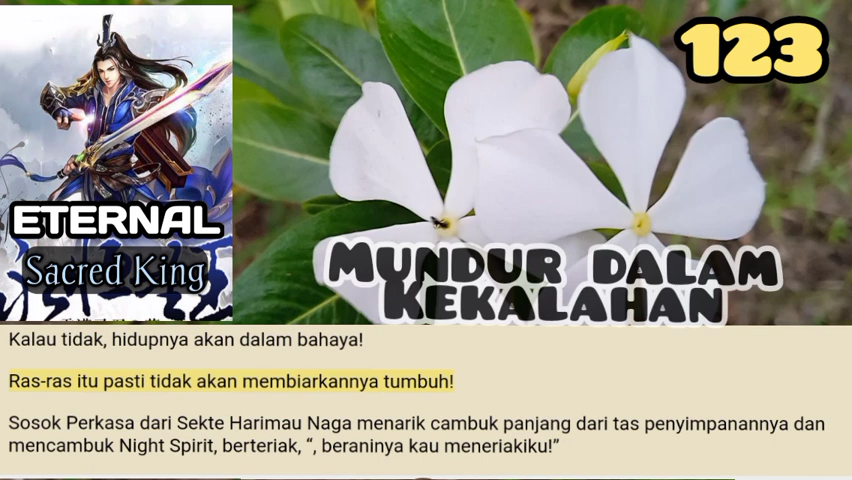 123
ETERNAL
Sacred King
MUNDUR DALAM
KEKALAHAN
Kalau tidak, hidupnya akan dalam bahaya!
Ras-ras itu pasti tidak akan membiarkannya tumbuh!
Sosok Perkasa dari Sekte Harimau Naga menarik cambuk panjang dari tas penyimpanannya dan
mencambuk Night Spirit, berteriak, “, beraninya kau meneriakiku!”